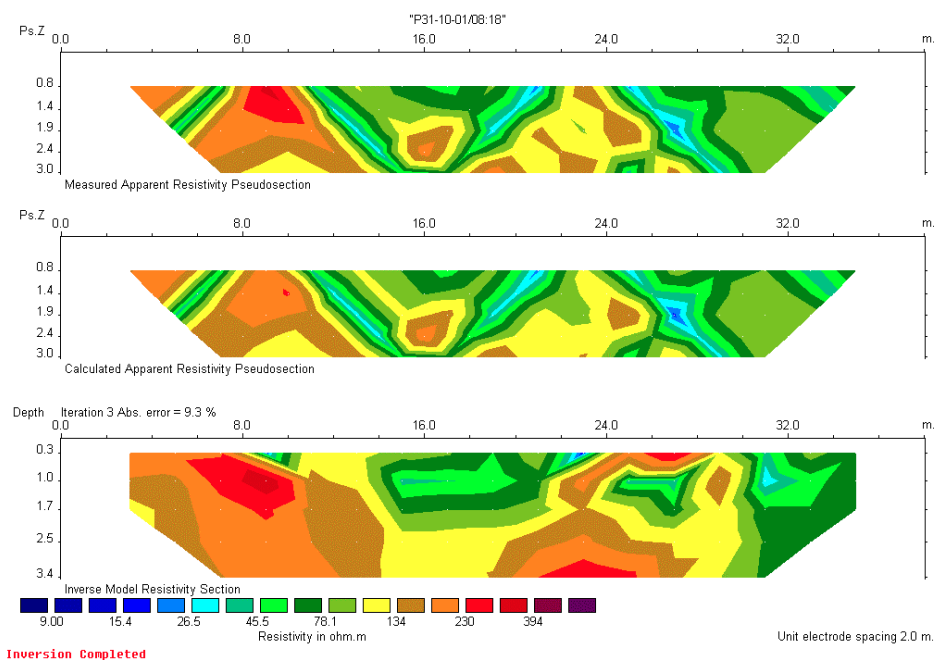 "P31-10-01/08:18"
Ps.Z 0.0 8.0 16.0 24.0 32.0 m.
0.8
1.4
1.9
2.4
3.0
Measured Apparent Resistivity Pseudosection
Ps.Z 0.0 8.0 16.0 24.0 32.0 m.
0.8
1.4
1.9
2.4
3.0
Calculated Apparent Resistivity Pseudosection
Depth Iteration 3 Abs. error = 9.3 %
0.0 8.0 16.0 24.0 32.0 m.
0.3
1.0
1.7
2.5
3.4
Inverse Model Resistivity Section
9.00 15.4 26.5 45.5 78.1 134 230 394
Resistivity in ohm.m Unit electrode spacing 2.0 m.
Inversion Completed